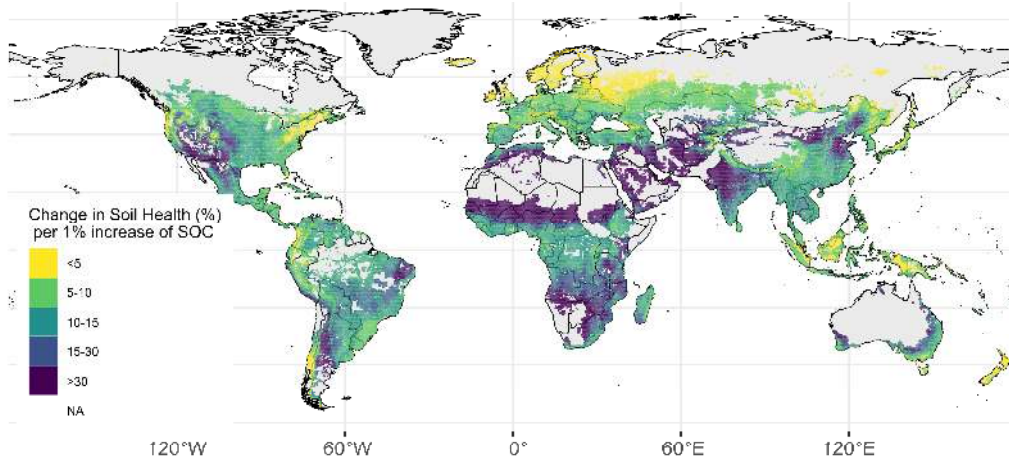 Change in Soil Health (%)
per 1% increase of SOC
<5
5-10
10-15
15-30
>30
NA
120°W
60°W
0°
60°E
120°E